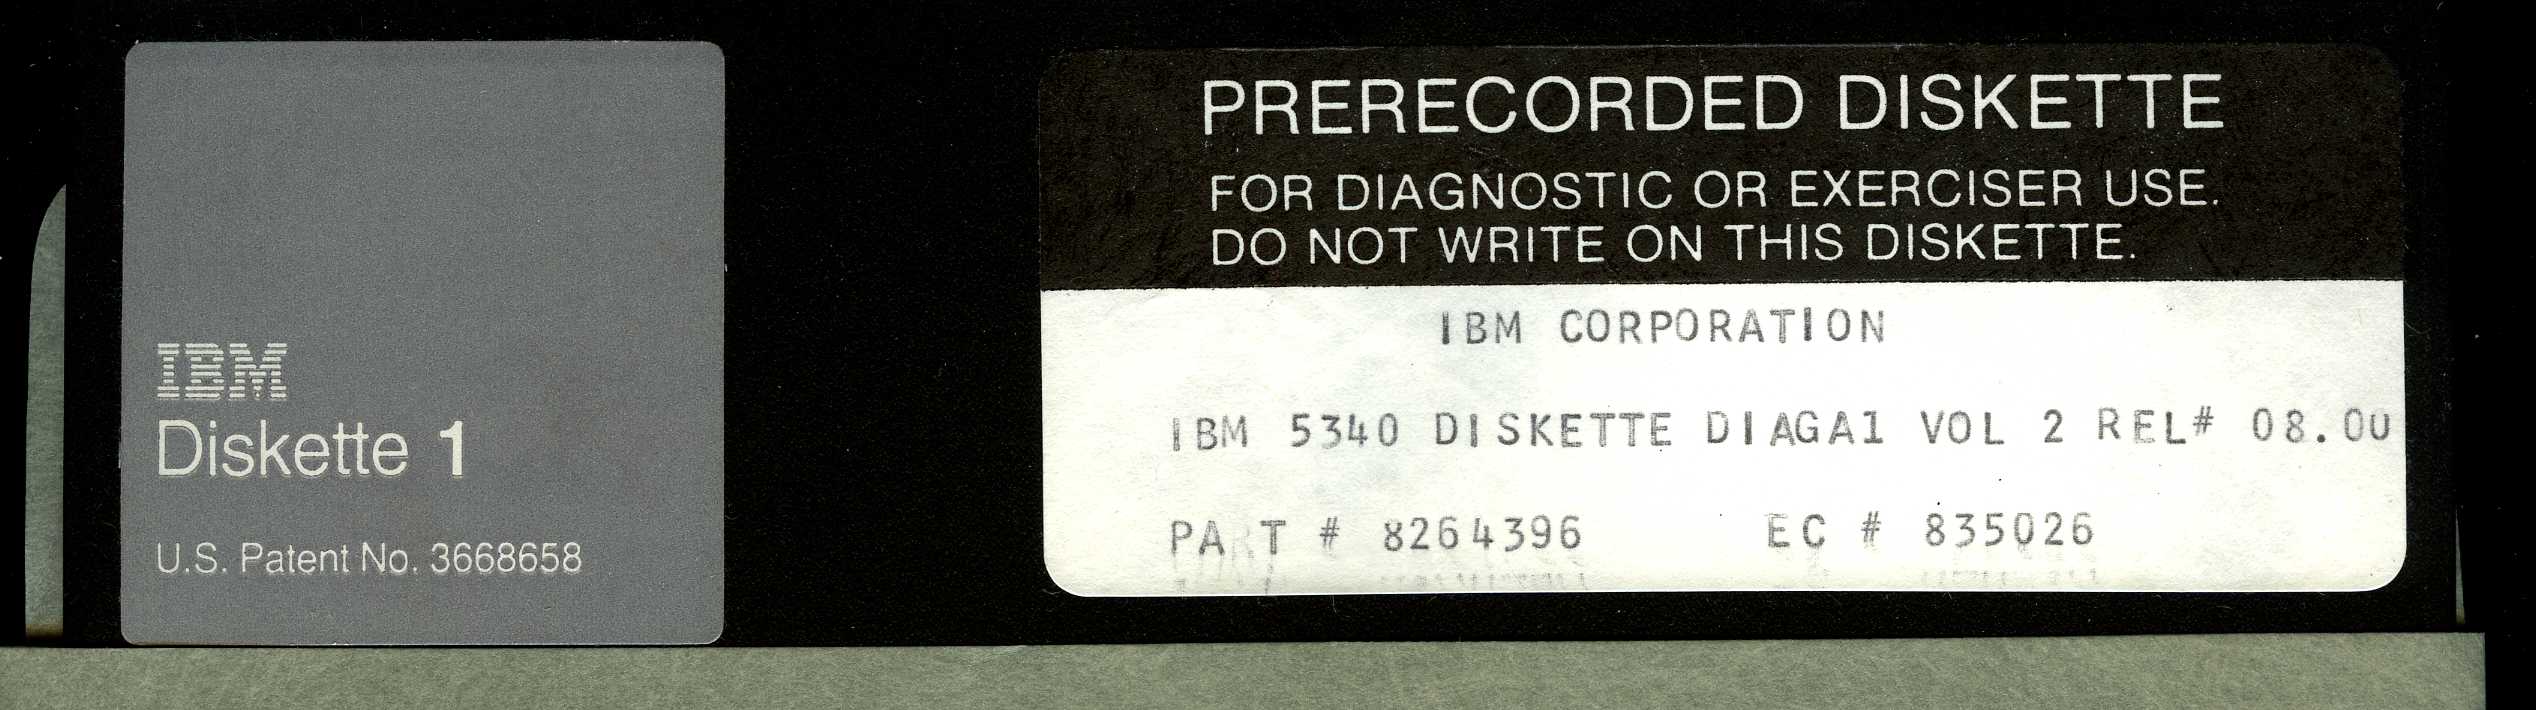 IBM
Diskette 1
U.S. Patent No. 3668658
PRERECORDED DISKETTE
FOR DIAGNOSTIC OR EXERCISER USE.
DO NOT WRITE ON THIS DISKETTE.
IBM CORPORATION
IBM 5340 DISKETTE DIAGA1 VOL 2 REL# 08.00
PART # 8264396 EC # 835026